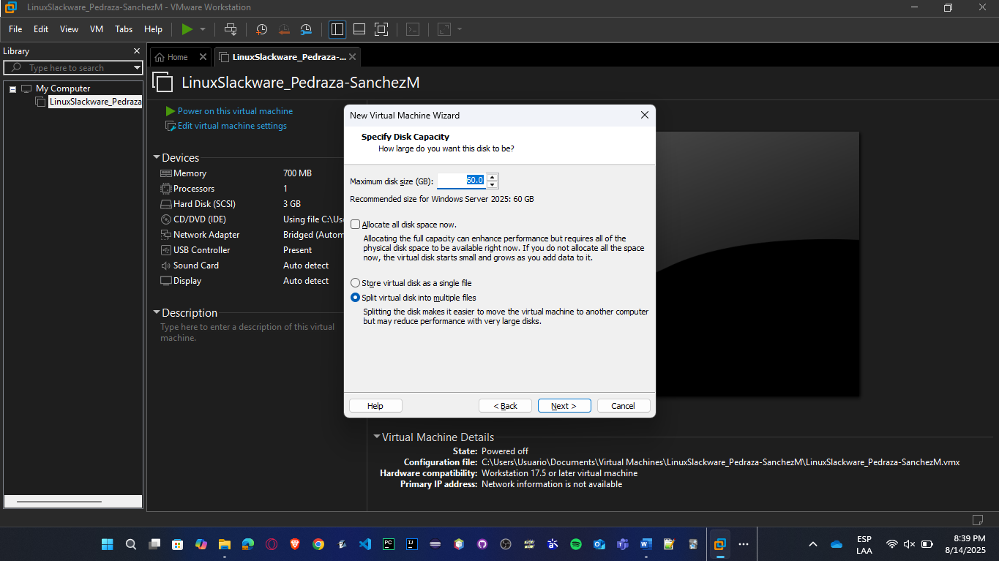 LinuxSlackware_Pedraza-SanchezM - VMware Workstation
File Edit View VM Tabs Help
Library
Type here to search
My Computer
LinuxSlackware_Pedraza
Home
LinuxSlackware_Pedraza-...
LinuxSlackware_Pedraza-SanchezM
Power on this virtual machine
Edit virtual machine settings
Devices
Memory 700 MB
Processors 1
Hard Disk (SCSI) 3 GB
CD/DVD (IDE) Using file C:\Use
Network Adapter Bridged (Autom
USB Controller Present
Sound Card Auto detect
Display Auto detect
Description
Type here to enter a description of this virtual
machine.
New Virtual Machine Wizard
Specify Disk Capacity
How large do you want this disk to be?
Maximum disk size (GB): 60.0
Recommended size for Windows Server 2025: 60 GB
Allocate all disk space now.
Allocating the full capacity can enhance performance but requires all of the
physical disk space to be available right now. If you do not allocate all the space
now, the virtual disk starts small and grows as you add data to it.
Store virtual disk as a single file
Split virtual disk into multiple files
Splitting the disk makes it easier to move the virtual machine to another computer
but may reduce performance with very large disks.
Help < Back Next > Cancel
Virtual Machine Details
State: Powered off
Configuration file: C:\Users\Usuario\Documents\Virtual Machines\LinuxSlackware_Pedraza-SanchezM\LinuxSlackware_Pedraza-SanchezM.vmx
Hardware compatibility: Workstation 17.5 or later virtual machine
Primary IP address: Network information is not available
ESP
LAA
8:39 PM
8/14/2025